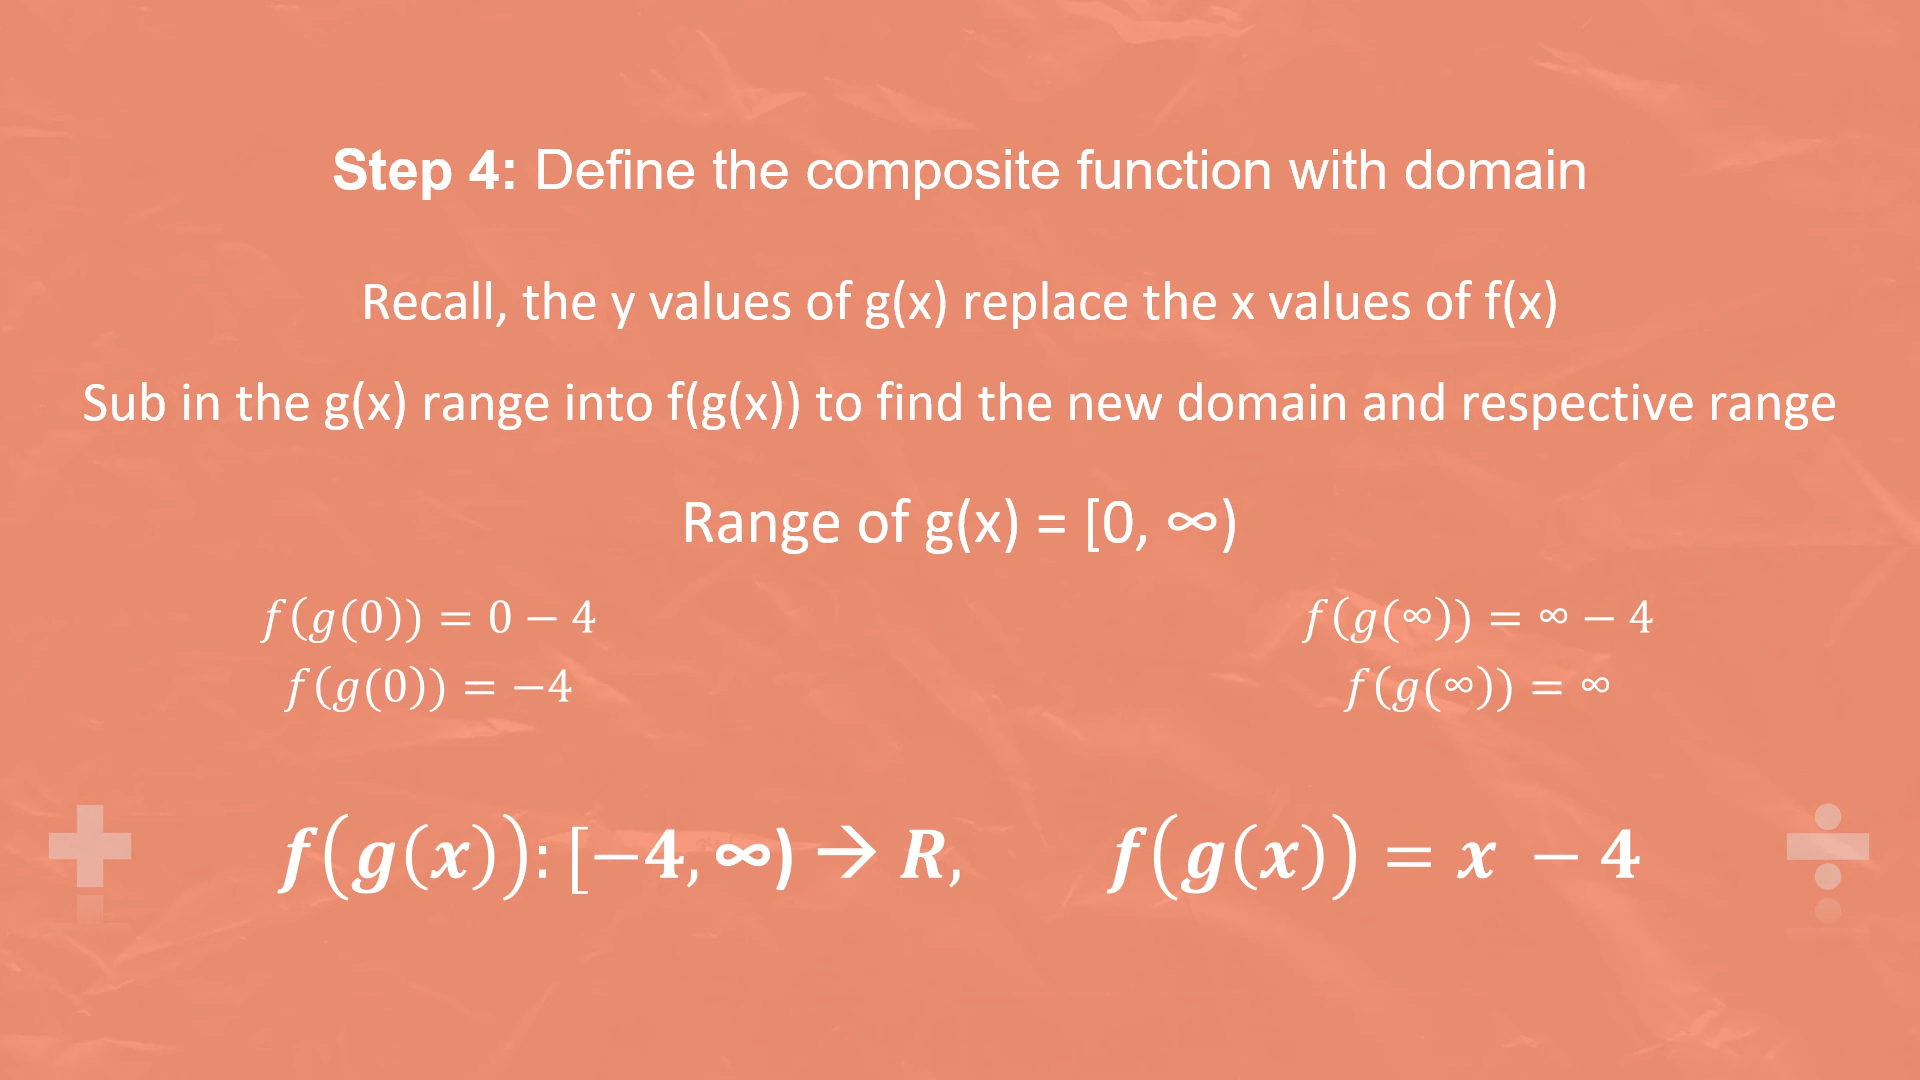 Step 4: Define the composite function with domain
Recall, the y values of g(x) replace the x values of f(x)
Sub in the g(x) range into f(g(x)) to find the new domain and respective range
Range of g(x) = [0, ∞)
f(g(0)) = 0 − 4
f(g(0)) = −4
f(g(∞)) = ∞ − 4
f(g(∞)) = ∞
f(g(x)): [−4, ∞) → R, f(g(x)) = x − 4